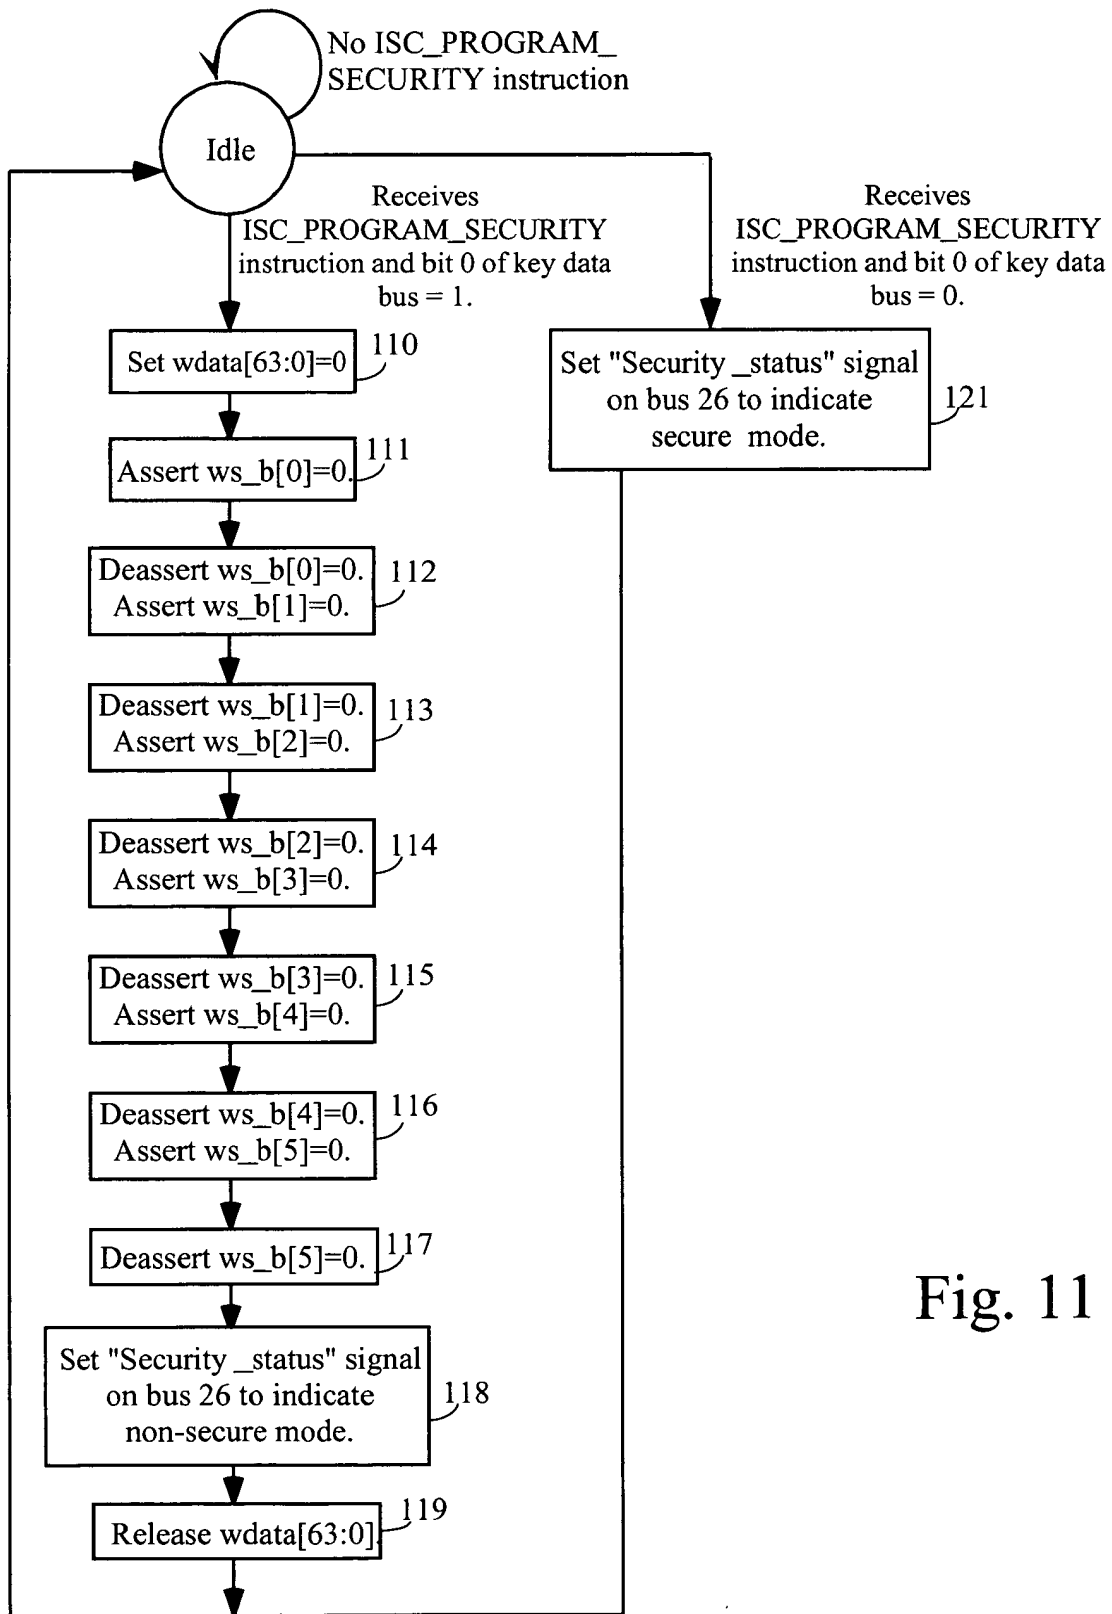 No ISC_PROGRAM_
SECURITY instruction
Idle
Receives
ISC_PROGRAM_SECURITY
instruction and bit 0 of key data
bus = 1.
Receives
ISC_PROGRAM_SECURITY
instruction and bit 0 of key data
bus = 0.
Set wdata[63:0]=0
110
Set "Security_status" signal
on bus 26 to indicate
secure mode.
121
Assert ws_b[0]=0.
111
Deassert ws_b[0]=0.
Assert ws_b[1]=0.
112
Deassert ws_b[1]=0.
Assert ws_b[2]=0.
113
Deassert ws_b[2]=0.
Assert ws_b[3]=0.
114
Deassert ws_b[3]=0.
Assert ws_b[4]=0.
115
Deassert ws_b[4]=0.
Assert ws_b[5]=0.
116
Deassert ws_b[5]=0.
117
Set "Security_status" signal
on bus 26 to indicate
non-secure mode.
118
Release wdata[63:0]
119
Fig. 11